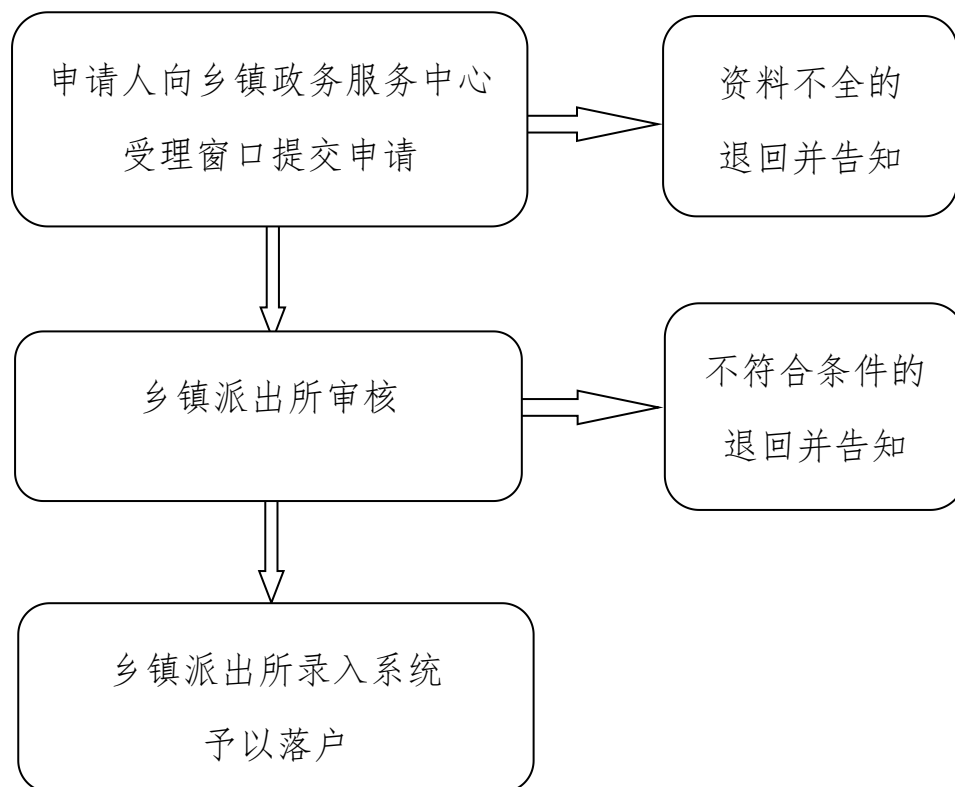 申请人向乡镇政务服务中心
受理窗口提交申请
资料不全的
退回并告知
乡镇派出所审核
不符合条件的
退回并告知
乡镇派出所录入系统
予以落户